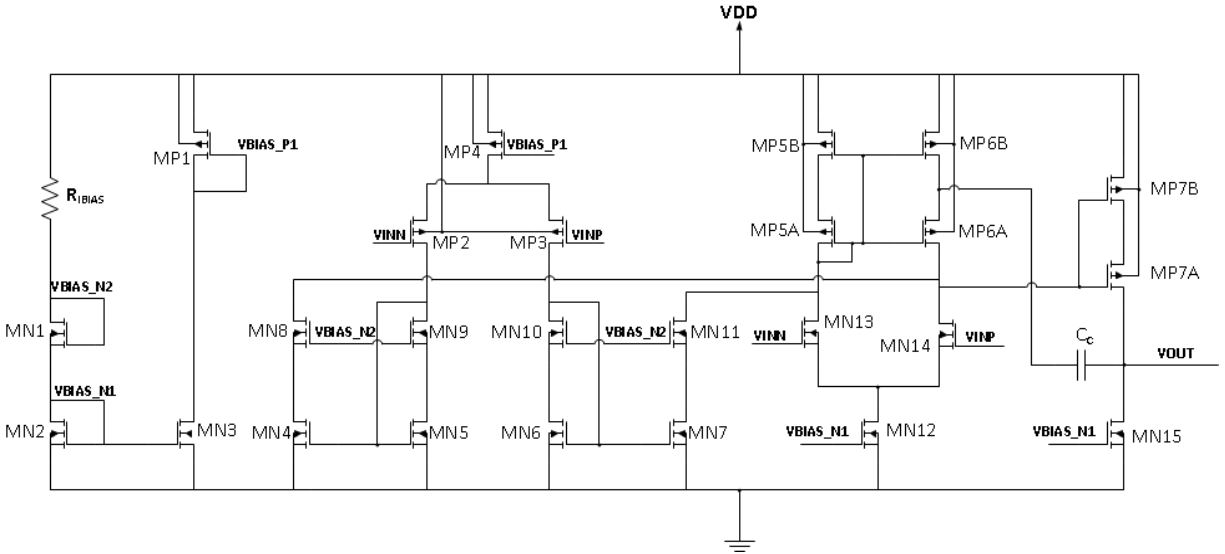 VDD
MP1
VBIAS_P1
MP4
VBIAS_P1
MP5B
MP6B
R_IBIAS
MP7B
VINN
MP2
MP3
VINP
MP5A
MP6A
MP7A
VBIAS_N2
MN1
MN8
VBIAS_N2
MN9
MN10
VBIAS_N2
MN11
MN13
VINN
MN14
VINP
C_C
VOUT
VBIAS_N1
MN2
MN3
MN4
MN5
MN6
MN7
VBIAS_N1
MN12
VBIAS_N1
MN15